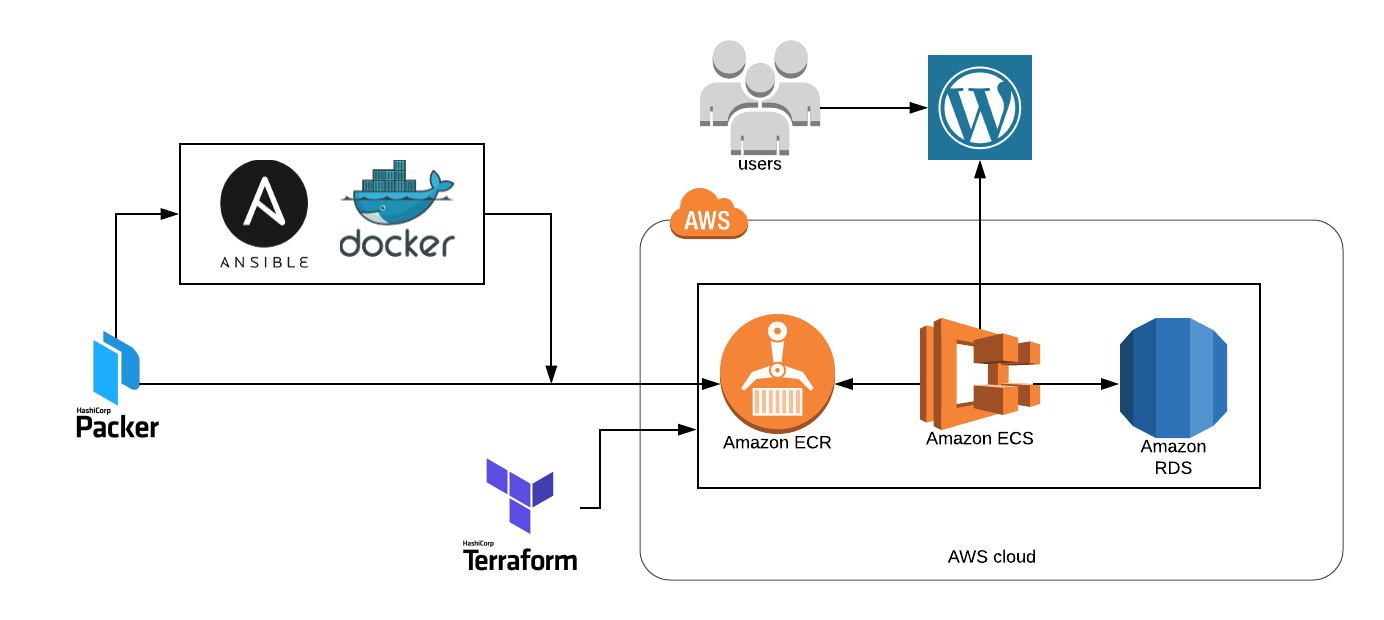 users
AWS
ANSIBLE
docker
HashiCorp
Packer
Amazon ECR
Amazon ECS
Amazon
RDS
HashiCorp
Terraform
AWS cloud